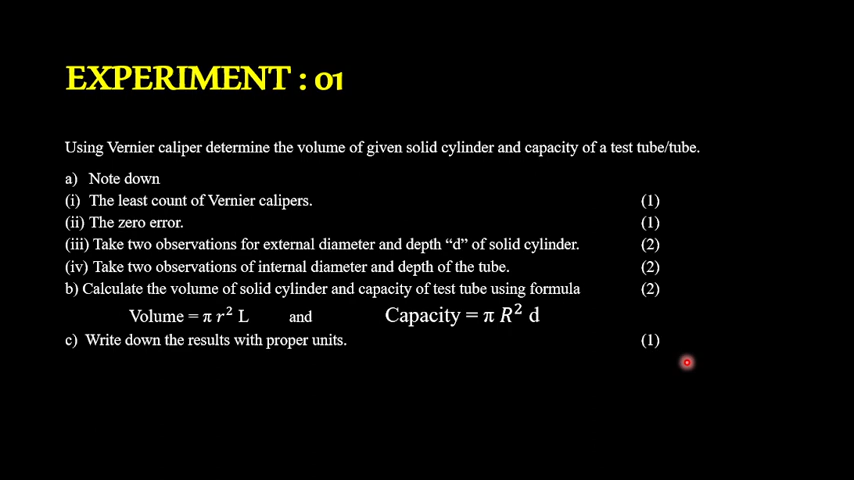 EXPERIMENT : 01
Using Vernier caliper determine the volume of given solid cylinder and capacity of a test tube/tube.
a) Note down
(i) The least count of Vernier calipers. (1)
(ii) The zero error. (1)
(iii) Take two observations for external diameter and depth “d” of solid cylinder. (2)
(iv) Take two observations of internal diameter and depth of the tube. (2)
b) Calculate the volume of solid cylinder and capacity of test tube using formula (2)
Volume = π r² L and Capacity = π R² d
c) Write down the results with proper units. (1)